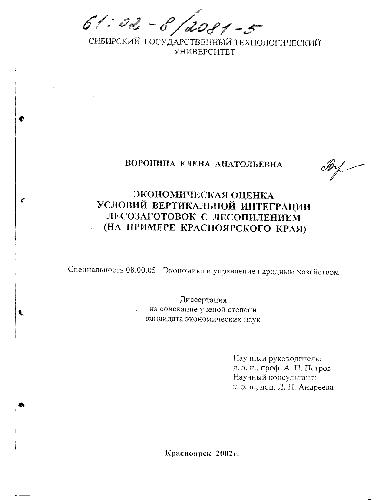 61:02-8/2081-5
СИБИРСКИЙ ГОСУДАРСТВЕННЫЙ ТЕХНОЛОГИЧЕСКИЙ
УНИВЕРСИТЕТ
ВОРОНИНА ЕЛЕНА АНАТОЛЬЕВНА
ЭКОНОМИЧЕСКАЯ ОЦЕНКА
УСЛОВИЙ ВЕРТИКАЛЬНОЙ ИНТЕГРАЦИИ
ЛЕСОЗАГОТОВОК С ЛЕСОПИЛЕНИЕМ
(НА ПРИМЕРЕ КРАСНОЯРСКОГО КРАЯ)
Специальность 08.00.05 Экономика и управление народным хозяйством
Диссертация
на соискание ученой степени
кандидата экономических наук
Научный руководитель:
проф. А. П. Петров
Научный консультант:
доц. Л. П. Андреева
Красноярск 2002г.